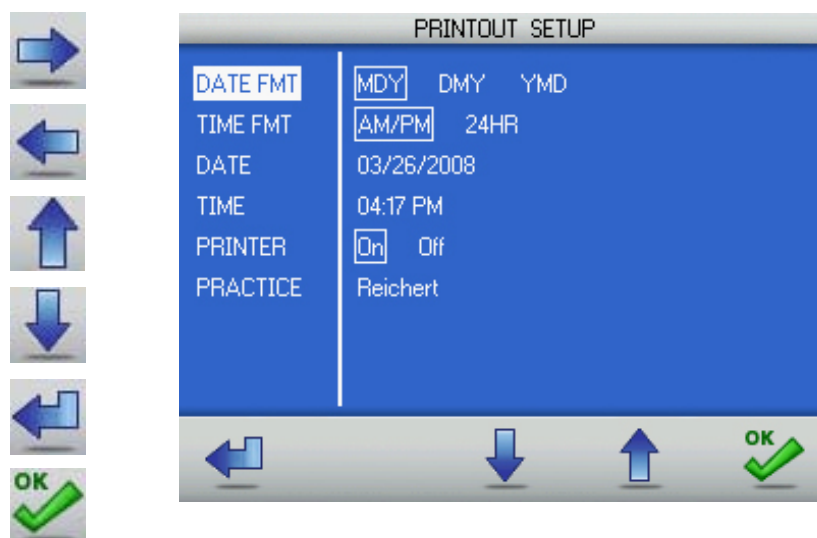 PRINTOUT SETUP
DATE FMT MDY DMY YMD
TIME FMT AM/PM 24HR
DATE 03/26/2008
TIME 04:17 PM
PRINTER On Off
PRACTICE Reichert
OK
OK